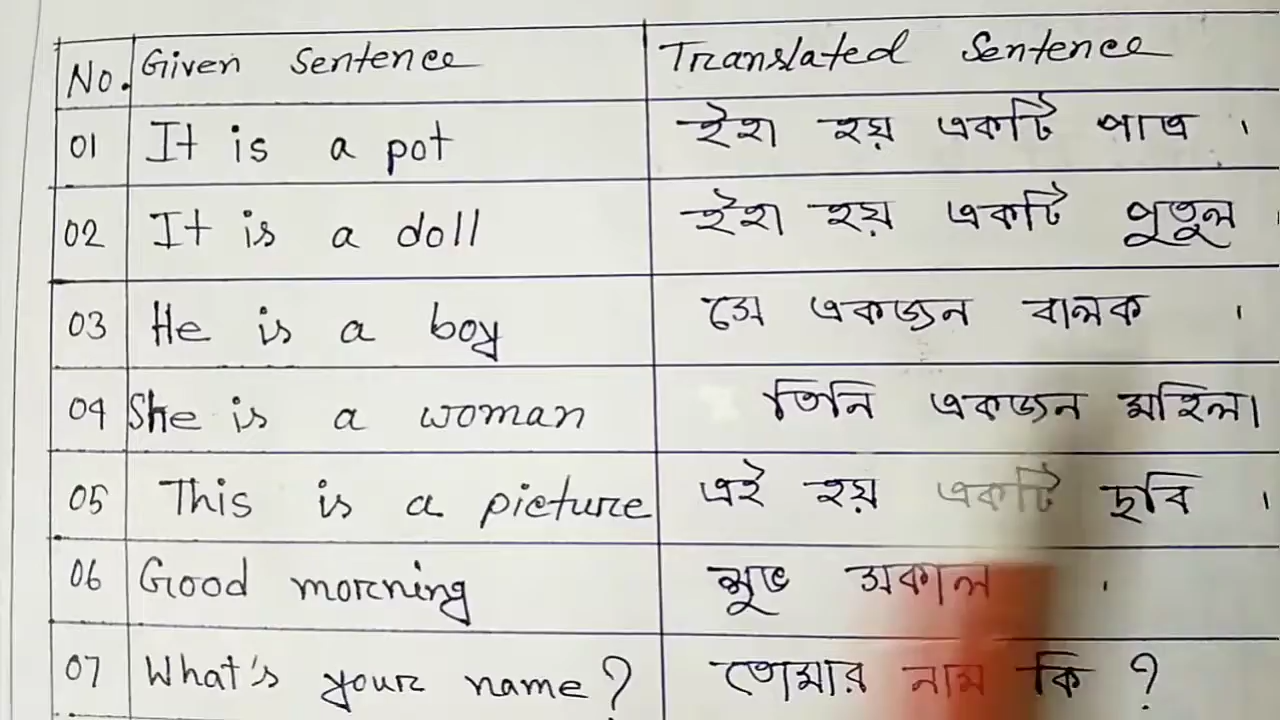 No. Given Sentence Translated Sentence
01 It is a pot ইহা হয় একটি পাত্র ।
02 It is a doll ইহা হয় একটি পুতুল ।
03 He is a boy সে একজন বালক ।
04 She is a woman তিনি একজন মহিলা
05 This is a picture এই হয় একটি ছবি ।
06 Good morning শুভ সকাল .
07 What's your name? তোমার নাম কি ?